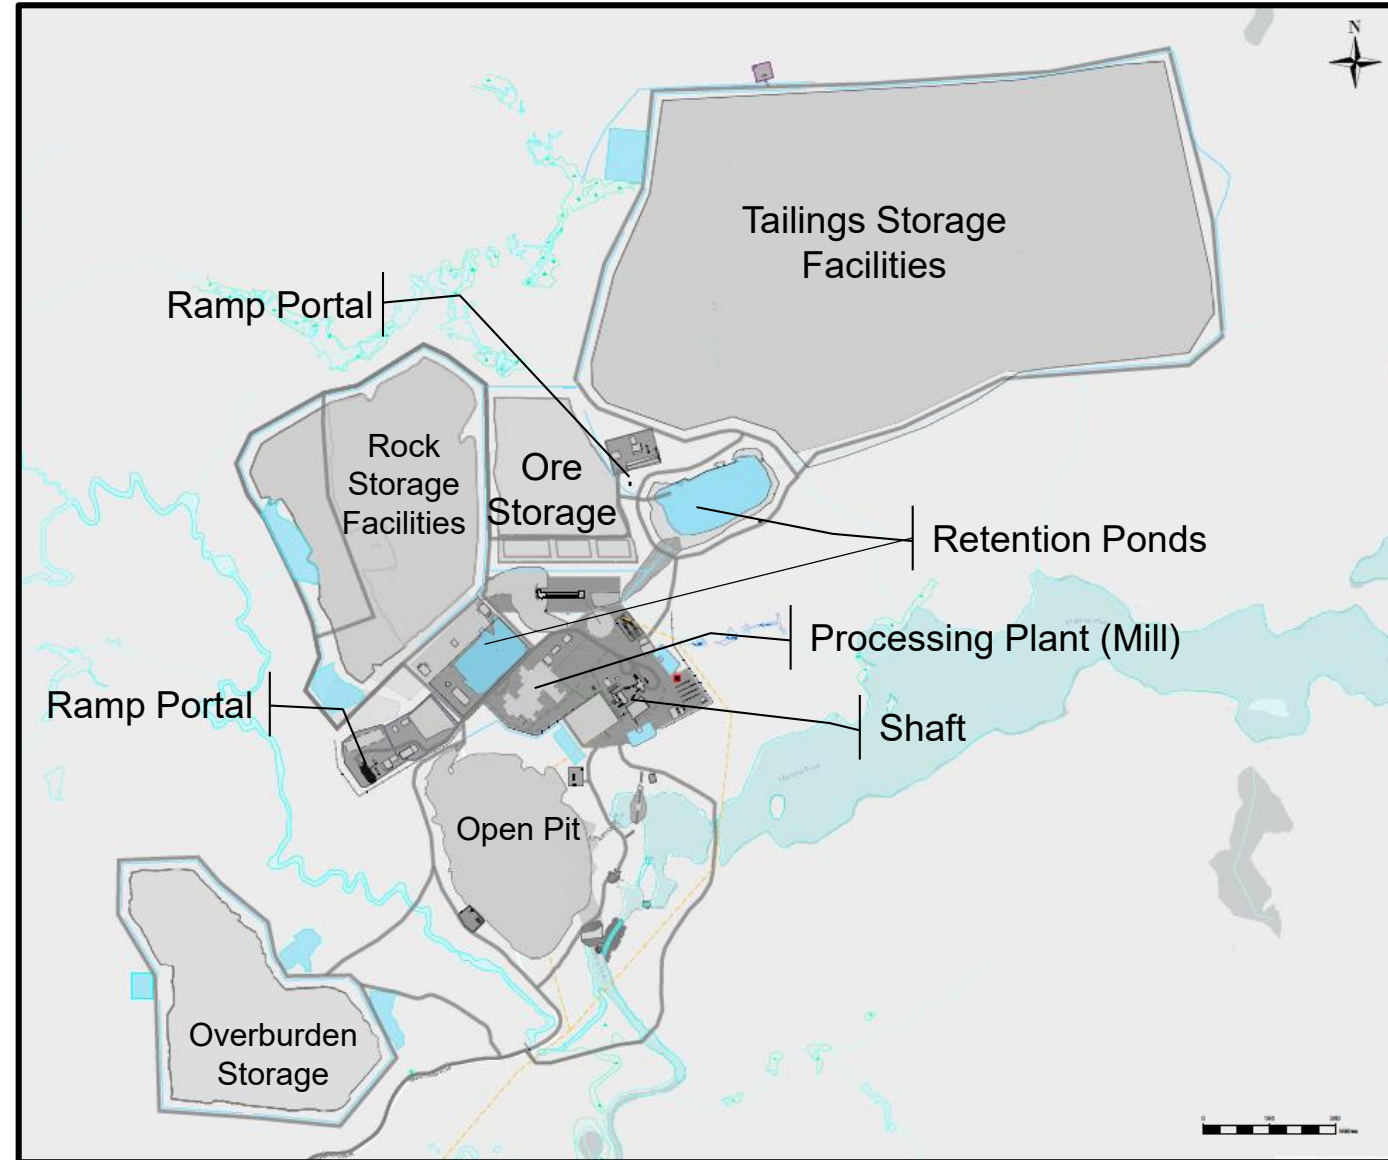 N
Tailings Storage
Facilities
Ramp Portal
Rock
Storage
Facilities
Ore
Storage
Retention Ponds
Processing Plant (Mill)
Ramp Portal
Shaft
Open Pit
Overburden
Storage
0